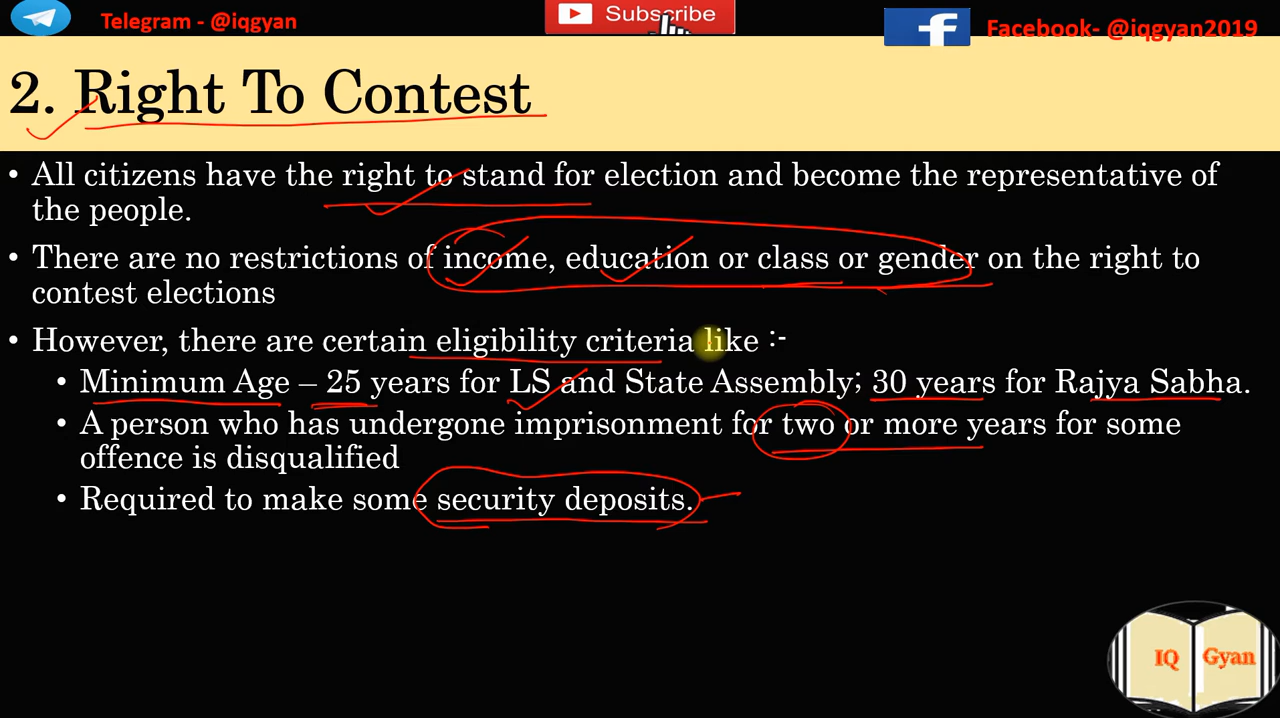 Telegram - @iqgyan
Subscribe
Facebook- @iqgyan2019
2. Right To Contest
• All citizens have the right to stand for election and become the representative of
the people.
• There are no restrictions of income, education or class or gender on the right to
contest elections
• However, there are certain eligibility criteria like :-
• Minimum Age – 25 years for LS and State Assembly; 30 years for Rajya Sabha.
• A person who has undergone imprisonment for two or more years for some
offence is disqualified
• Required to make some security deposits.
IQ Gyan